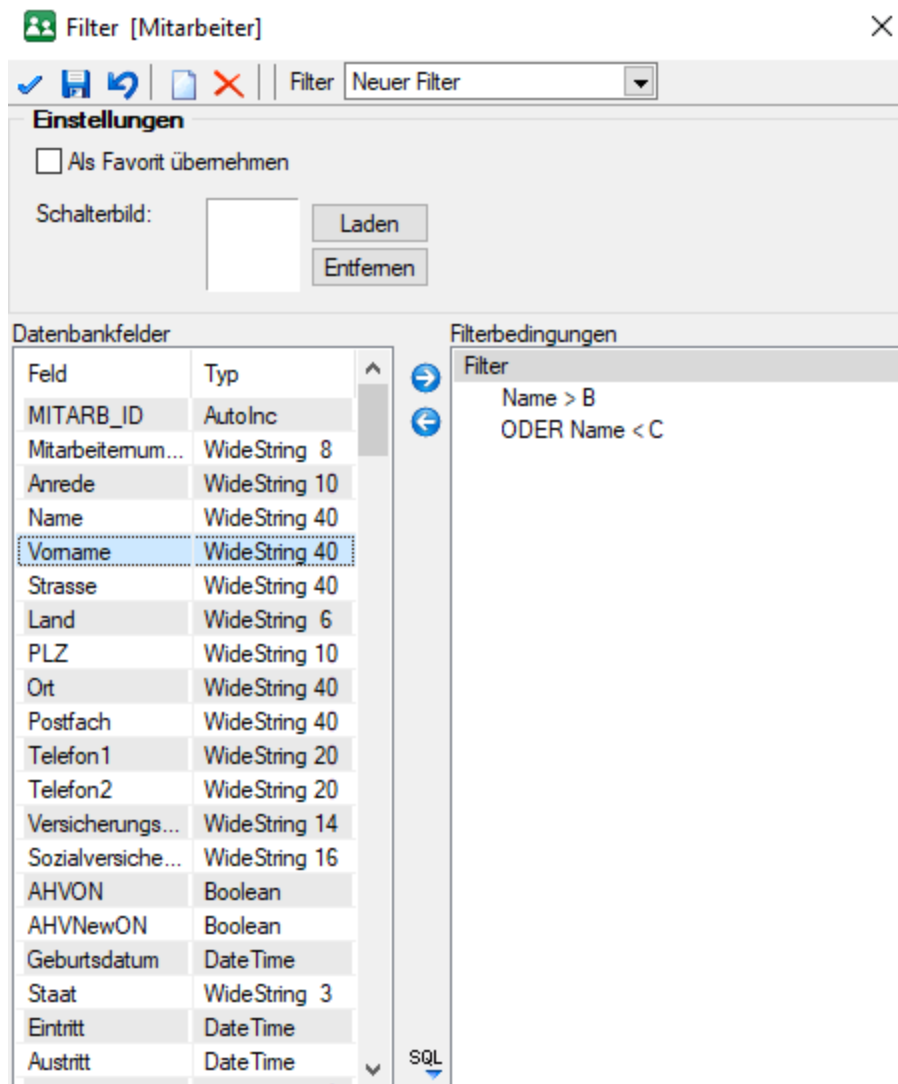 Filter [Mitarbeiter]
Filter Neuer Filter
Einstellungen
Als Favorit übernehmen
Schalterbild:
Laden
Entfernen
Datenbankfelder
Feld Typ
MITARB_ID AutoInc
Mitarbeiternum... WideString 8
Anrede WideString 10
Name WideString 40
Vorname WideString 40
Strasse WideString 40
Land WideString 6
PLZ WideString 10
Ort WideString 40
Postfach WideString 40
Telefon1 WideString 20
Telefon2 WideString 20
Versicherungs... WideString 14
Sozialversiche... WideString 16
AHVON Boolean
AHVNewON Boolean
Geburtsdatum DateTime
Staat WideString 3
Eintritt DateTime
Austritt DateTime
SQL
Filterbedingungen
Filter
Name > B
ODER Name < C